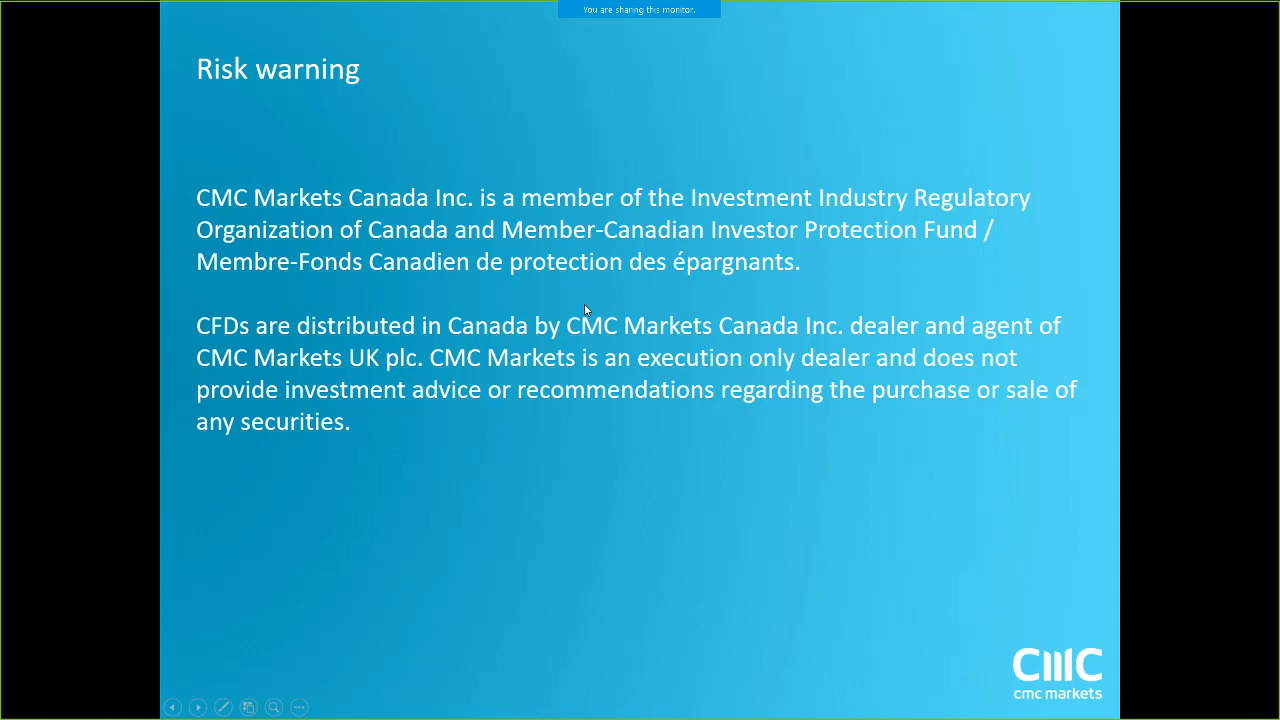 You are sharing this monitor.
Risk warning
CMC Markets Canada Inc. is a member of the Investment Industry Regulatory
Organization of Canada and Member-Canadian Investor Protection Fund /
Membre-Fonds Canadien de protection des épargnants.
CFDs are distributed in Canada by CMC Markets Canada Inc. dealer and agent of
CMC Markets UK plc. CMC Markets is an execution only dealer and does not
provide investment advice or recommendations regarding the purchase or sale of
any securities.
CMC
cmc markets